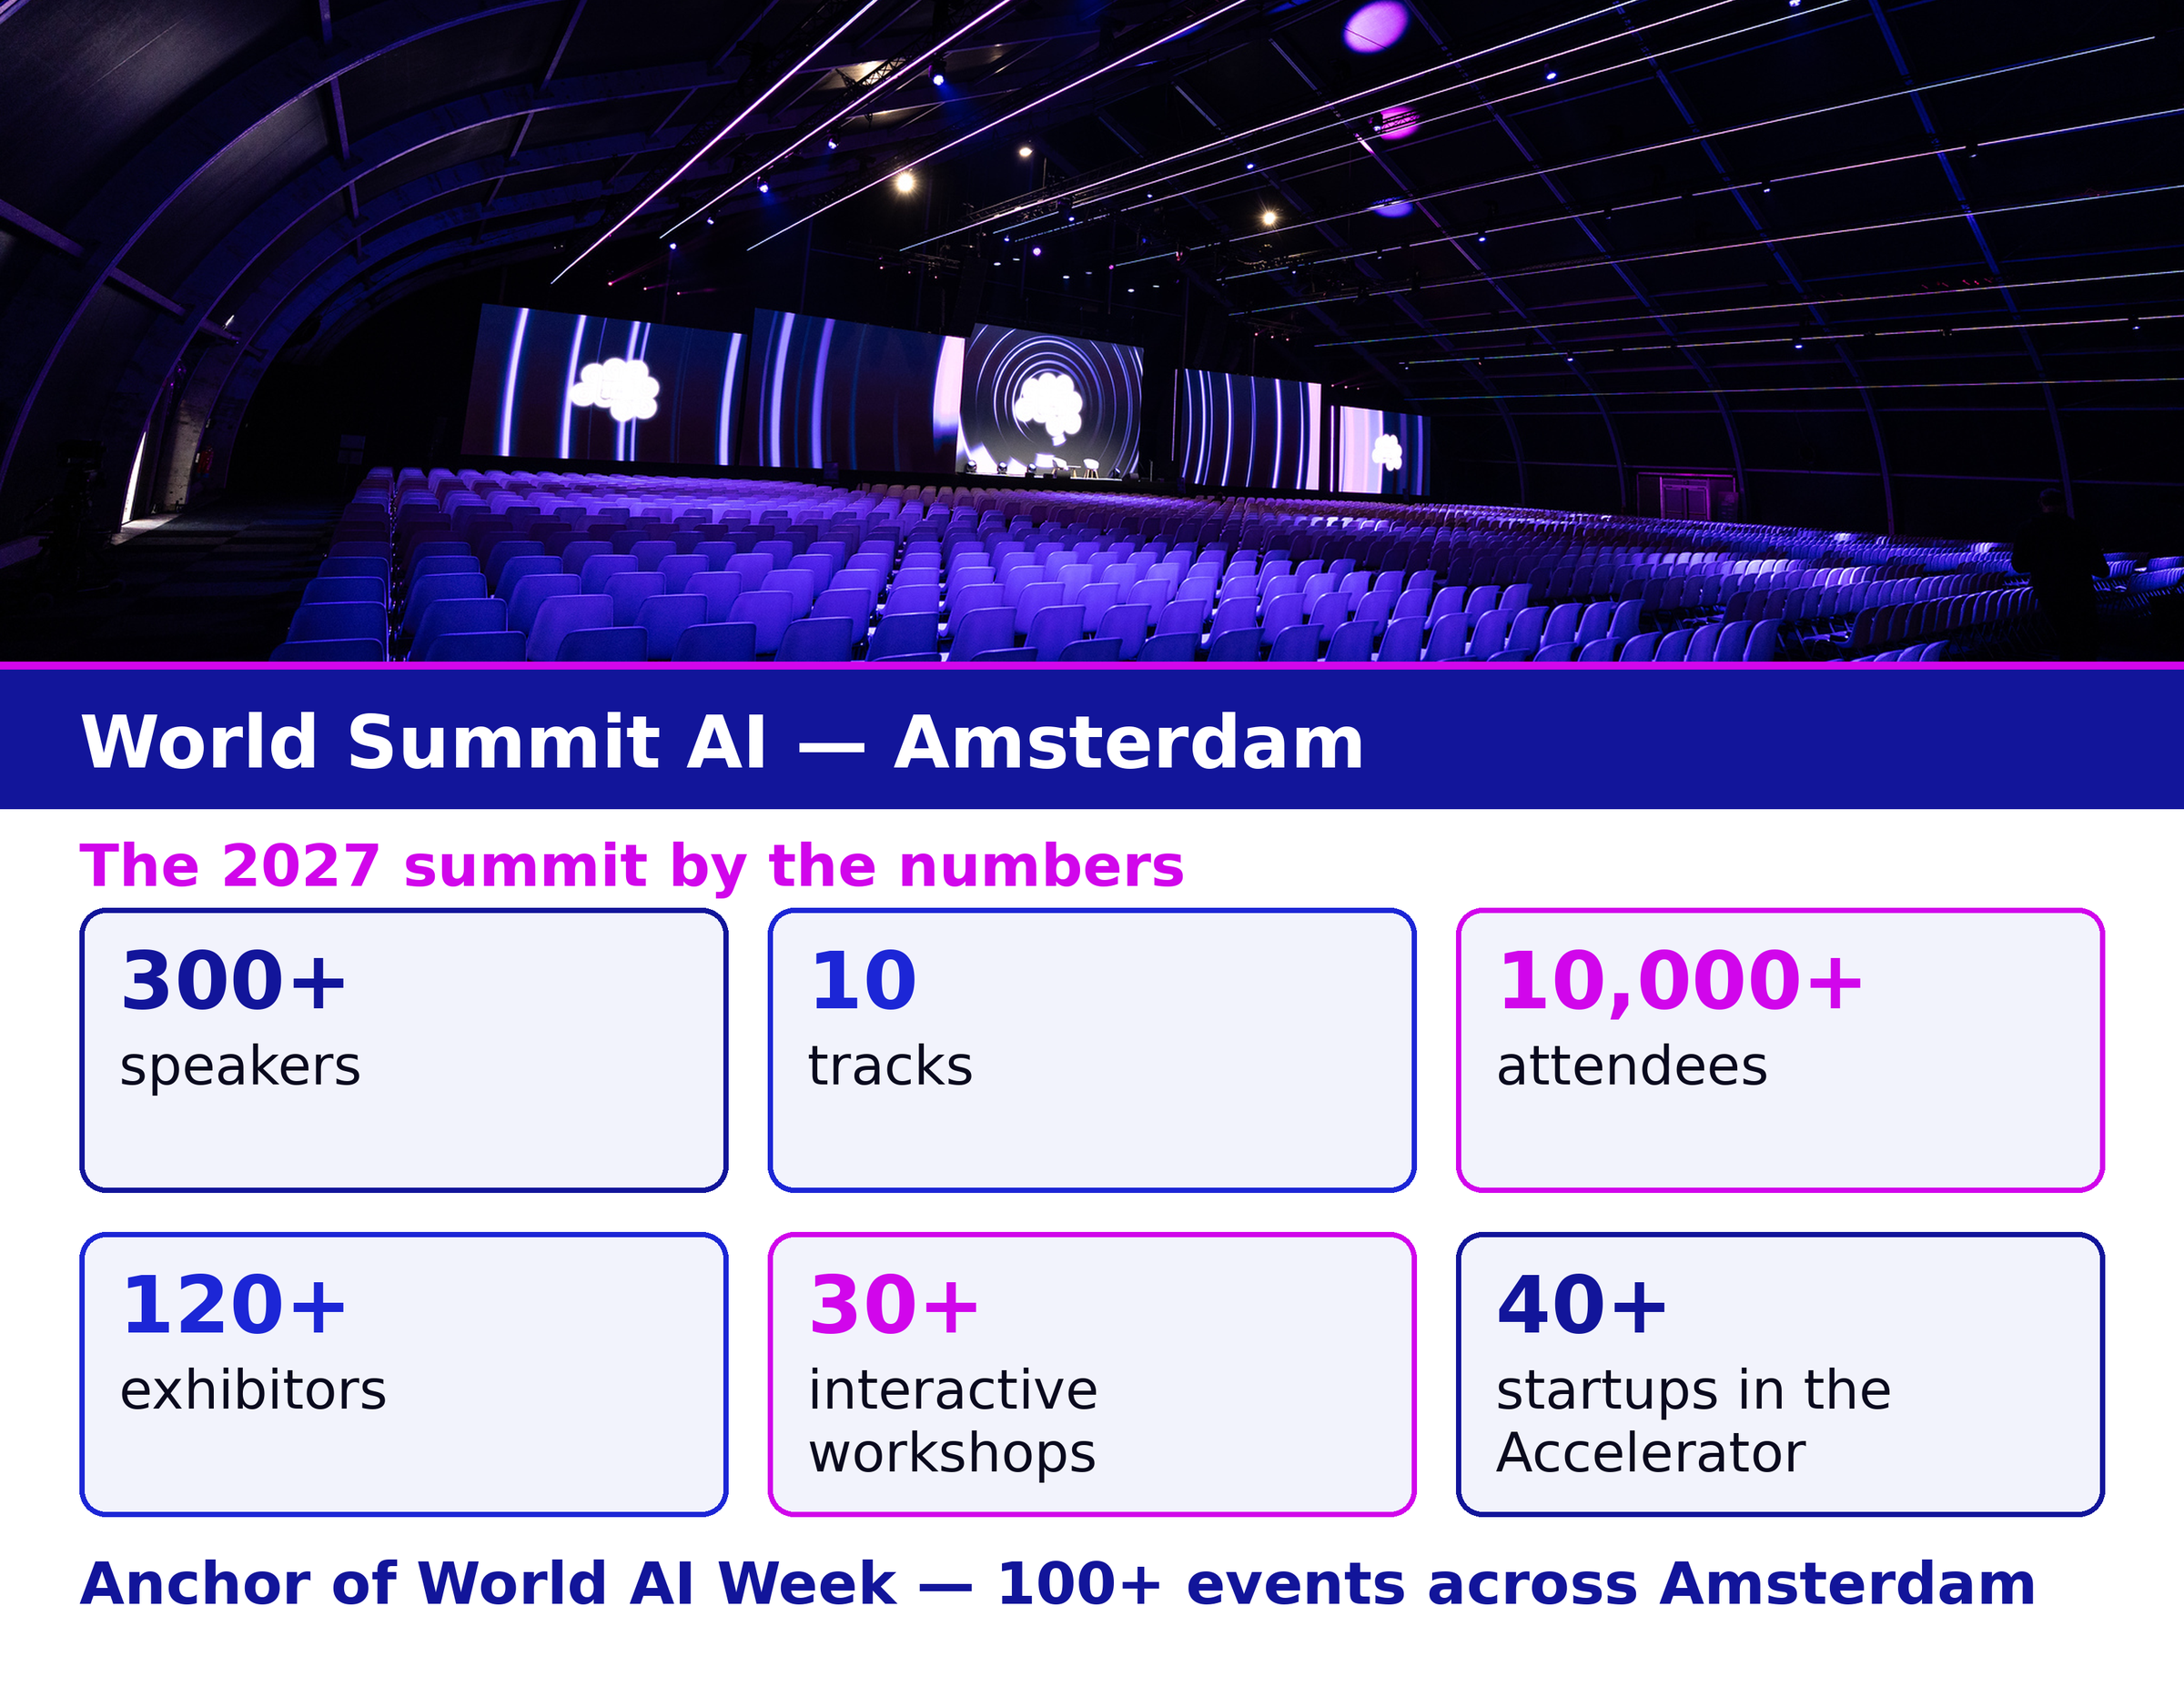 World Summit AI — Amsterdam
The 2027 summit by the numbers
300+
speakers
10
tracks
10,000+
attendees
120+
exhibitors
30+
interactive
workshops
40+
startups in the
Accelerator
Anchor of World AI Week — 100+ events across Amsterdam